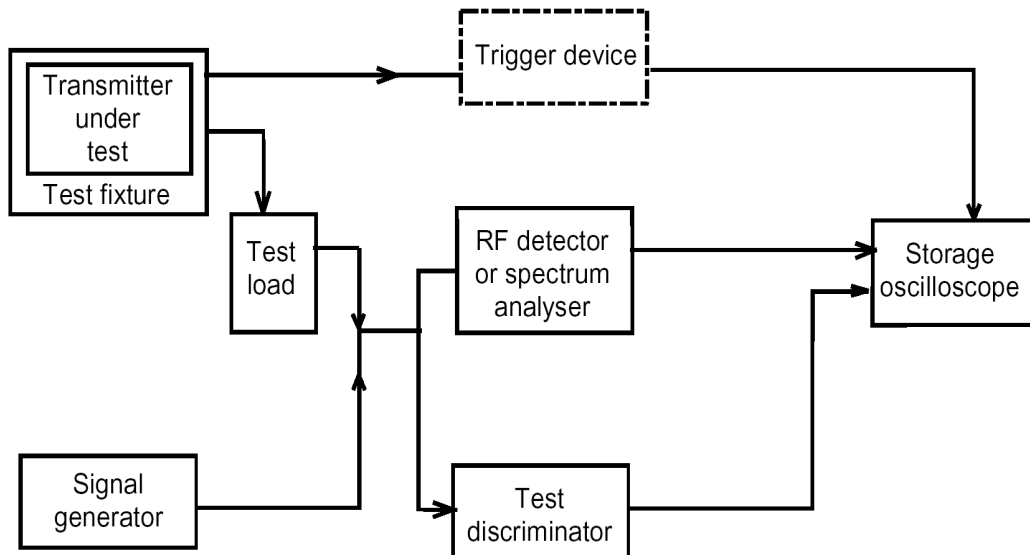 Trigger device
Transmitter
under
test
Test fixture
Test
load
RF detector
or spectrum
analyser
Storage
oscilloscope
Signal
generator
Test
discriminator